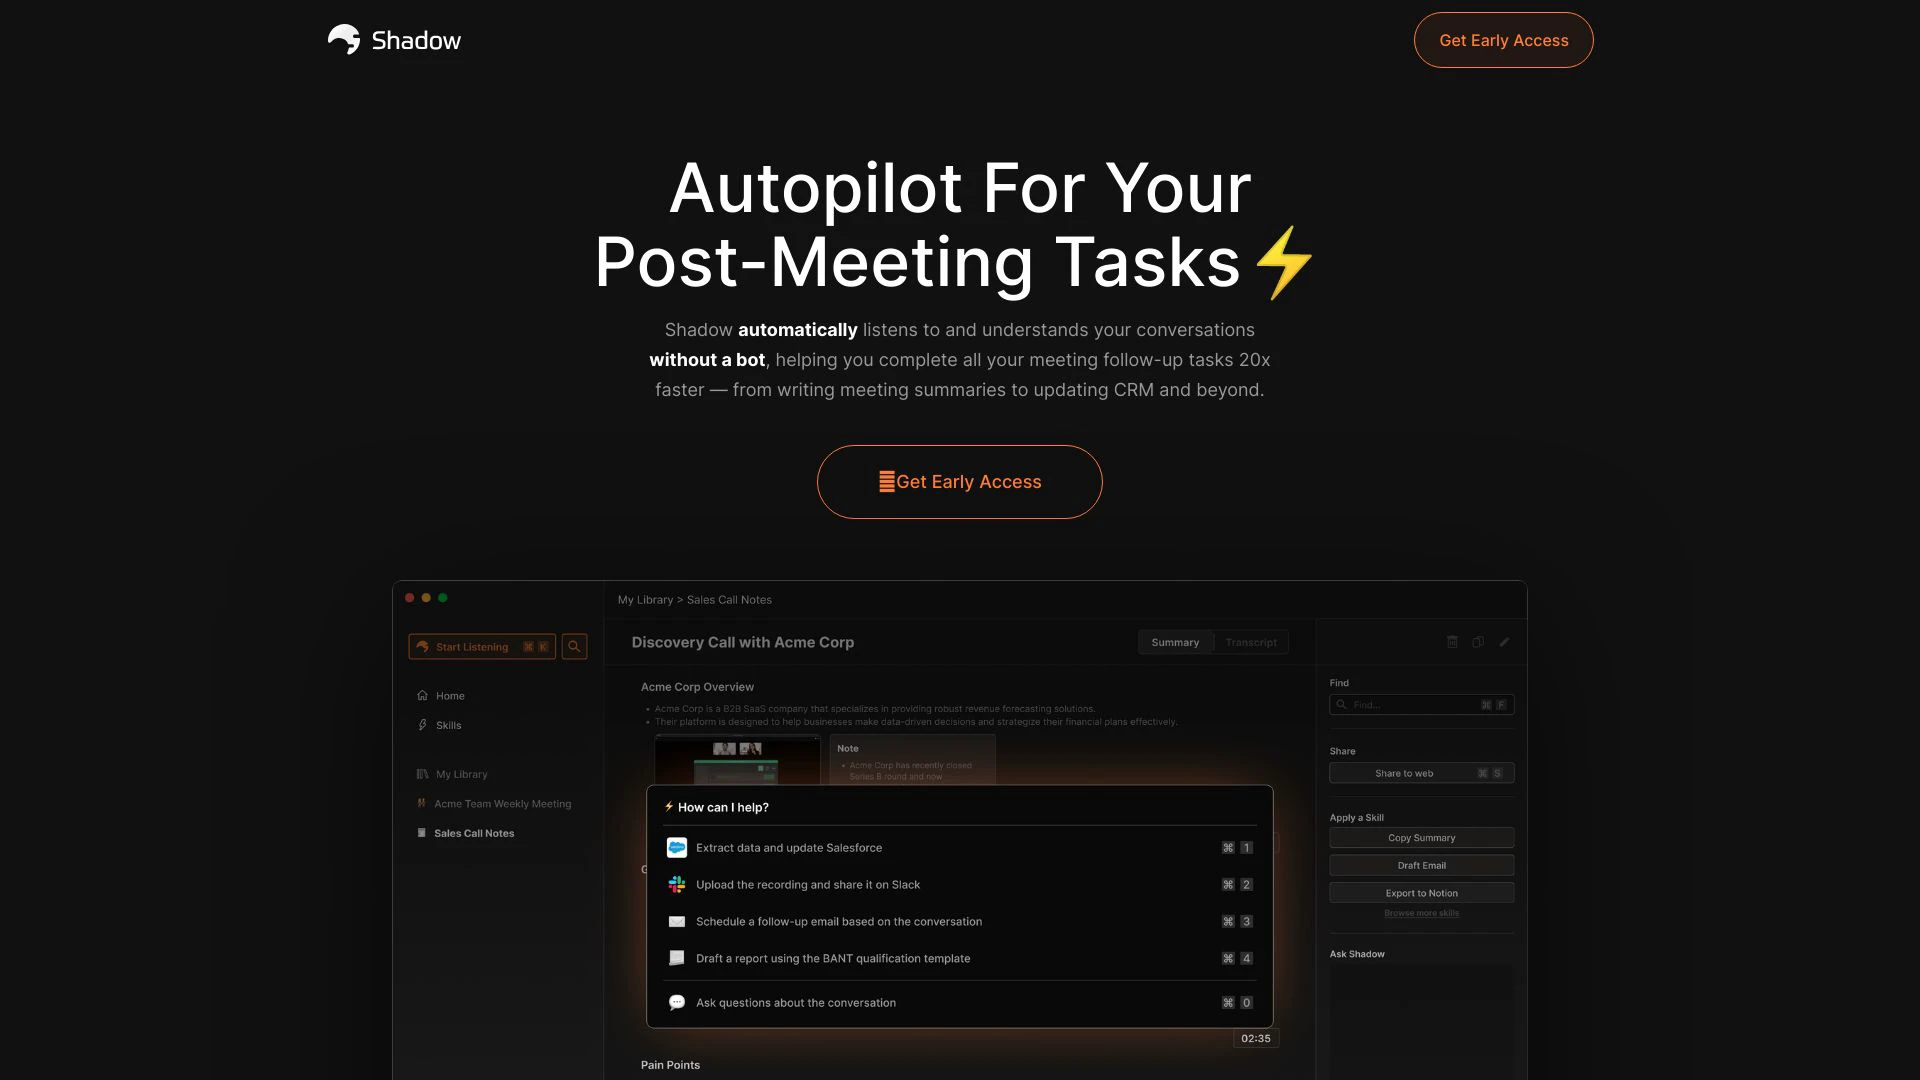 Shadow
Get Early Access
Autopilot For Your
Post-Meeting Tasks⚡
Shadow automatically listens to and understands your conversations
without a bot, helping you complete all your meeting follow-up tasks 20x
faster — from writing meeting summaries to updating CRM and beyond.
Get Early Access
My Library > Sales Call Notes
Start Listening ⌘ K
Home
Skills
My Library
Acme Team Weekly Meeting
Sales Call Notes
Discovery Call with Acme Corp
Summary
Transcript
Acme Corp Overview
• Acme Corp is a B2B SaaS company that specializes in providing robust revenue forecasting solutions.
• Their platform is designed to help businesses make data-driven decisions and strategize their financial plans effectively.
Note
• Acme Corp has recently closed
Series B round and now
⚡ How can I help?
Extract data and update Salesforce ⌘ 1
Upload the recording and share it on Slack ⌘ 2
Schedule a follow-up email based on the conversation ⌘ 3
Draft a report using the BANT qualification template ⌘ 4
Ask questions about the conversation ⌘ 0
02:35
Pain Points
Find
Find... ⌘ F
Share
Share to web ⌘ S
Apply a Skill
Copy Summary
Draft Email
Export to Notion
Browse more skills
Ask Shadow